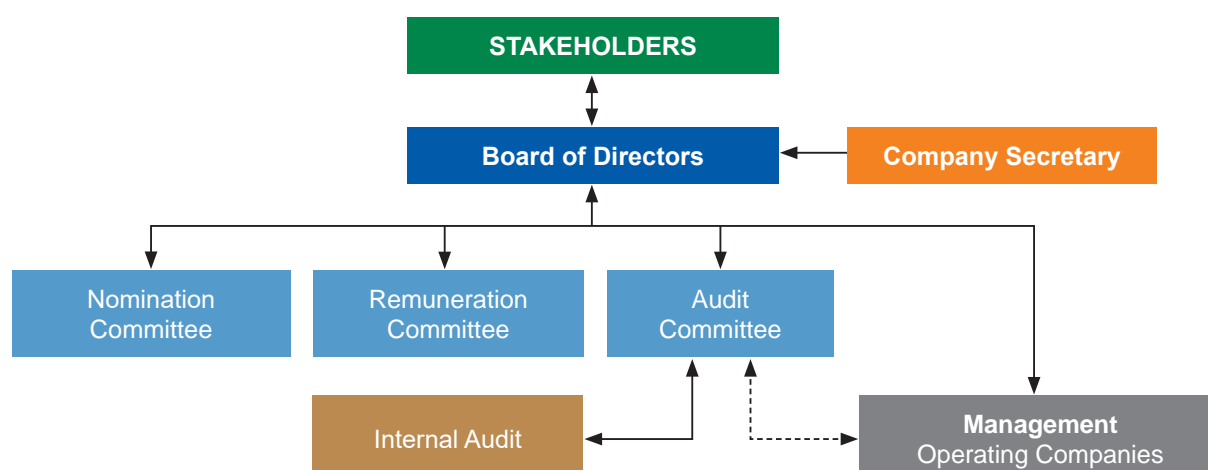 STAKEHOLDERS
Board of Directors
Company Secretary
Nomination
Committee
Remuneration
Committee
Audit
Committee
Internal Audit
Management
Operating Companies